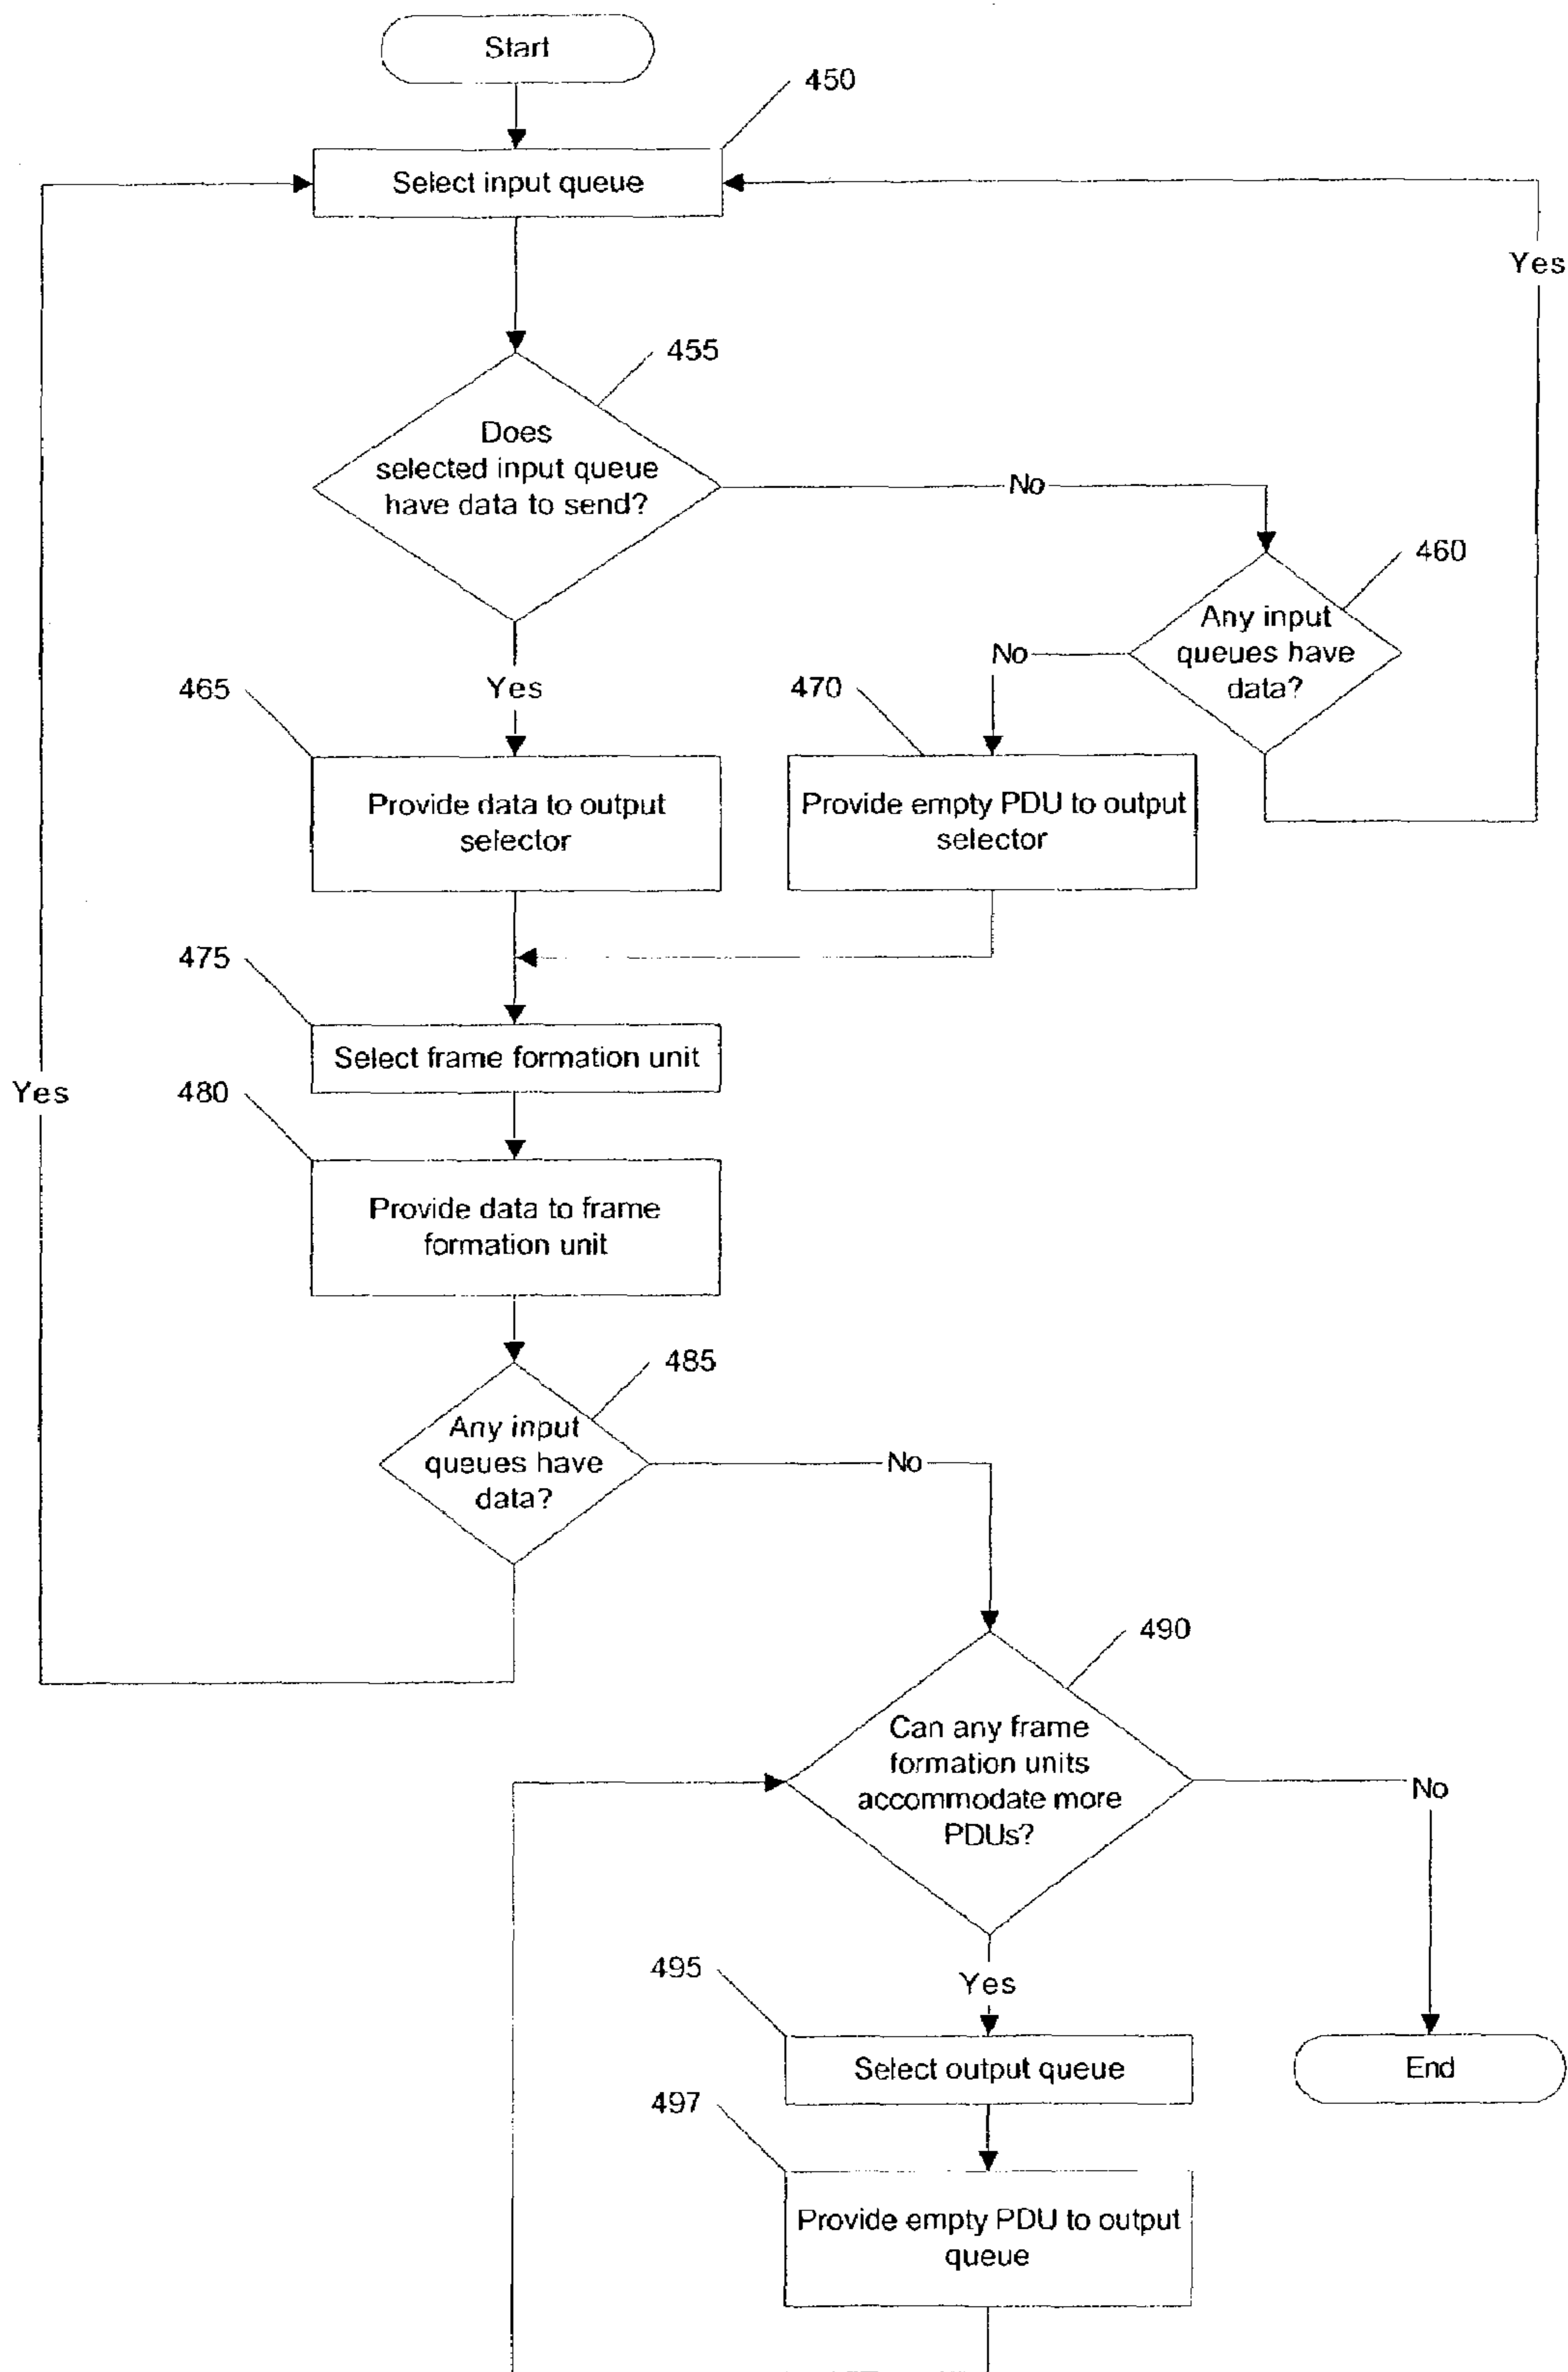 Start
450
Select input queue
Yes
455
Does
selected input queue
have data to send?
No
460
Any input
queues have
data?
No
465
Yes
470
Provide data to output
selector
Provide empty PDU to output
selector
475
Select frame formation unit
Yes
480
Provide data to frame
formation unit
485
Any input
queues have
data?
No
490
Can any frame
formation units
accommodate more
PDUs?
No
495
Yes
Select output queue
End
497
Provide empty PDU to output
queue